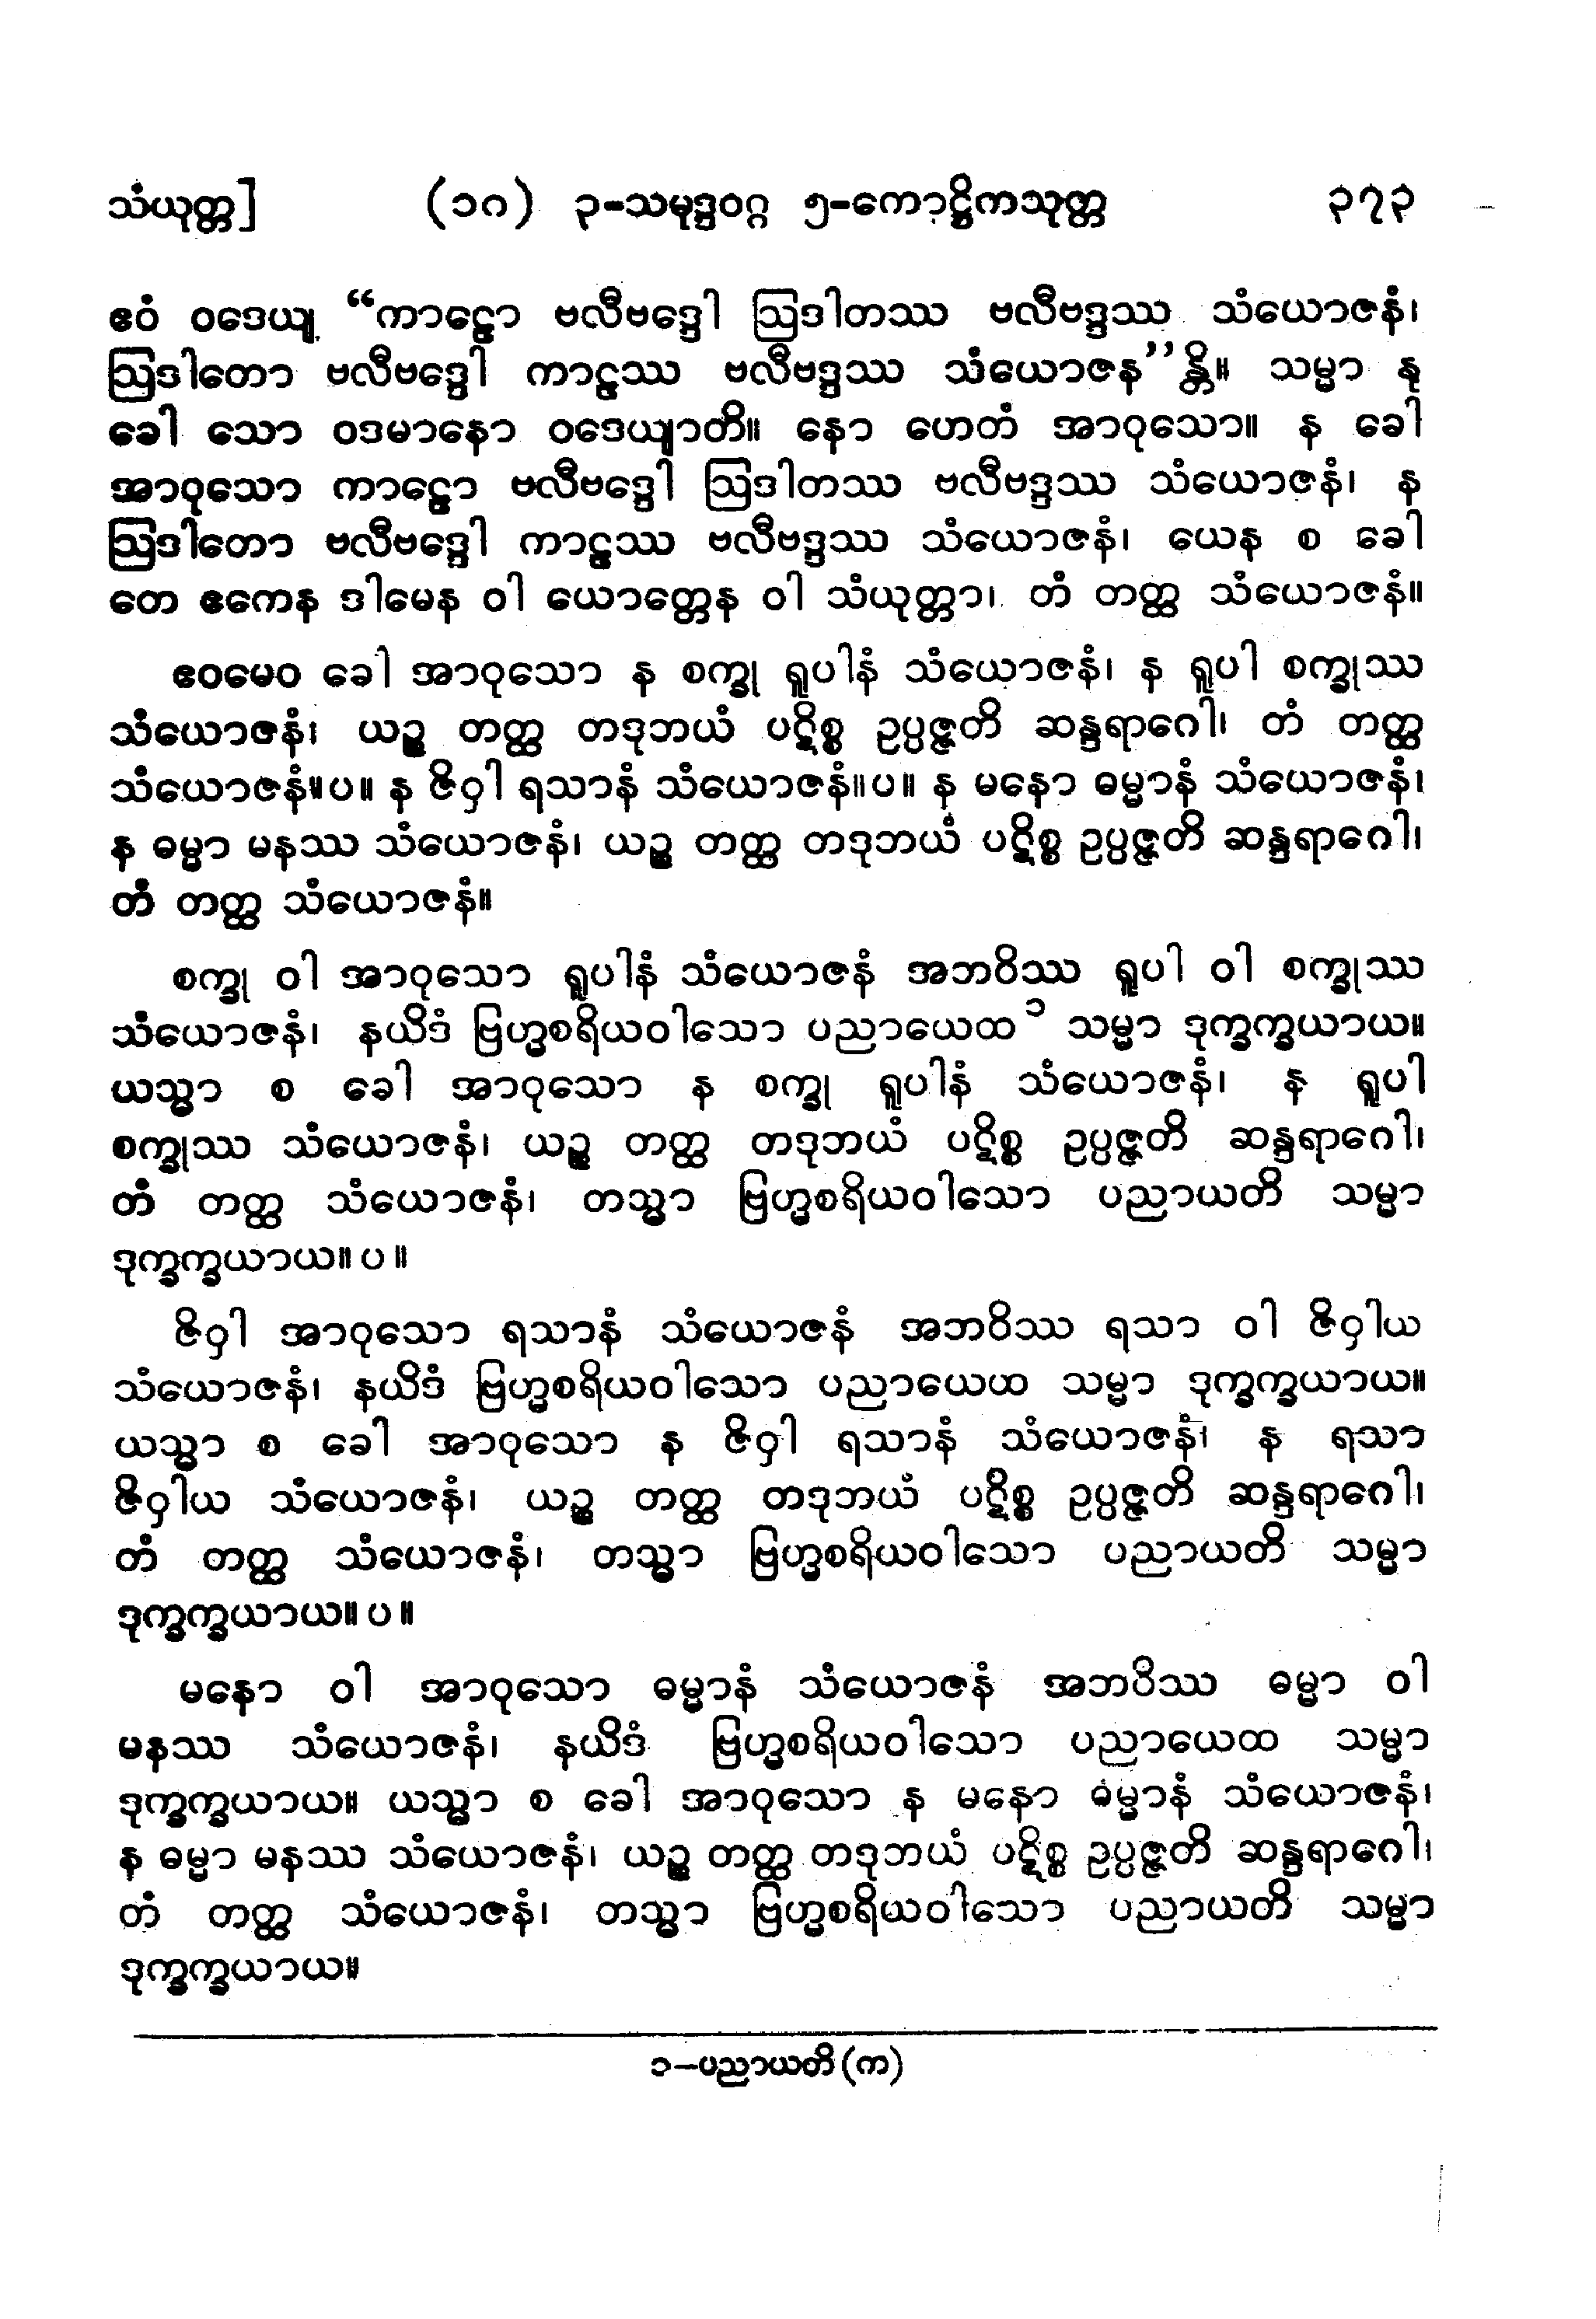 သံယုတ္တ] (၁၈) ၃-သမုဒ္ဒဝဂ္ဂ ၅-ကောဋ္ဌိကသုတ္တ ၃၇၃
ဧဝံ ဝဒေယျ “ကာဠော ဗလီဗဒ္ဒေါ ဩဒါတဿ ဗလီဗဒ္ဒဿ သံယောဇနံ၊
ဩဒါတော ဗလီဗဒ္ဒေါ ကာဠဿ ဗလီဗဒ္ဒဿ သံယောဇန”န္တိ။ သမ္မာ နု
ခေါ သော ဝဒမာနော ဝဒေယျာတိ။ နော ဟေတံ အာဝုသော။ န ခေါ
အာဝုသော ကာဠော ဗလီဗဒ္ဒေါ ဩဒါတဿ ဗလီဗဒ္ဒဿ သံယောဇနံ၊ န
ဩဒါတော ဗလီဗဒ္ဒေါ ကာဠဿ ဗလီဗဒ္ဒဿ သံယောဇနံ၊ ယေန စ ခေါ
တေ ဧကေန ဒါမေန ဝါ ယောတ္တေန ဝါ သံယုတ္တာ၊ တံ တတ္ထ သံယောဇနံ။
ဧဝမေဝ ခေါ အာဝုသော န စက္ခု ရူပါနံ သံယောဇနံ၊ န ရူပါ စက္ခုဿ
သံယောဇနံ၊ ယဉ္စ တတ္ထ တဒုဘယံ ပဋိစ္စ ဥပ္ပဇ္ဇတိ ဆန္ဒရာဂေါ၊ တံ တတ္ထ
သံယောဇနံ။ပ။ န ဇိဝှါ ရသာနံ သံယောဇနံ။ပ။ န မနော ဓမ္မာနံ သံယောဇနံ၊
န ဓမ္မာ မနဿ သံယောဇနံ၊ ယဉ္စ တတ္ထ တဒုဘယံ ပဋိစ္စ ဥပ္ပဇ္ဇတိ ဆန္ဒရာဂေါ၊
တံ တတ္ထ သံယောဇနံ။
စက္ခု ဝါ အာဝုသော ရူပါနံ သံယောဇနံ အဘဝိဿ ရူပါ ဝါ စက္ခုဿ
သံယောဇနံ၊ နယိဒံ ဗြဟ္မစရိယဝါသော ပညာယေထ ၁ သမ္မာ ဒုက္ခက္ခယာယ။
ယသ္မာ စ ခေါ အာဝုသော န စက္ခု ရူပါနံ သံယောဇနံ၊ န ရူပါ
စက္ခုဿ သံယောဇနံ၊ ယဉ္စ တတ္ထ တဒုဘယံ ပဋိစ္စ ဥပ္ပဇ္ဇတိ ဆန္ဒရာဂေါ၊
တံ တတ္ထ သံယောဇနံ၊ တသ္မာ ဗြဟ္မစရိယဝါသော ပညာယတိ သမ္မာ
ဒုက္ခက္ခယာယ။ ပ ။
ဇိဝှါ အာဝုသော ရသာနံ သံယောဇနံ အဘဝိဿ ရသာ ဝါ ဇိဝှါယ
သံယောဇနံ၊ နယိဒံ ဗြဟ္မစရိယဝါသော ပညာယေထ သမ္မာ ဒုက္ခက္ခယာယ။
ယသ္မာ စ ခေါ အာဝုသော န ဇိဝှါ ရသာနံ သံယောဇနံ၊ န ရသာ
ဇိဝှါယ သံယောဇနံ၊ ယဉ္စ တတ္ထ တဒုဘယံ ပဋိစ္စ ဥပ္ပဇ္ဇတိ ဆန္ဒရာဂေါ၊
တံ တတ္ထ သံယောဇနံ၊ တသ္မာ ဗြဟ္မစရိယဝါသော ပညာယတိ သမ္မာ
ဒုက္ခက္ခယာယ။ ပ ။
မနော ဝါ အာဝုသော ဓမ္မာနံ သံယောဇနံ အဘဝိဿ ဓမ္မာ ဝါ
မနဿ သံယောဇနံ၊ နယိဒံ ဗြဟ္မစရိယဝါသော ပညာယေထ သမ္မာ
ဒုက္ခက္ခယာယ။ ယသ္မာ စ ခေါ အာဝုသော န မနော ဓမ္မာနံ သံယောဇနံ၊
န ဓမ္မာ မနဿ သံယောဇနံ၊ ယဉ္စ တတ္ထ တဒုဘယံ ပဋိစ္စ ဥပ္ပဇ္ဇတိ ဆန္ဒရာဂေါ၊
တံ တတ္ထ သံယောဇနံ၊ တသ္မာ ဗြဟ္မစရိယဝါသော ပညာယတိ သမ္မာ
ဒုက္ခက္ခယာယ။
၁–ပညာယတိ (က)